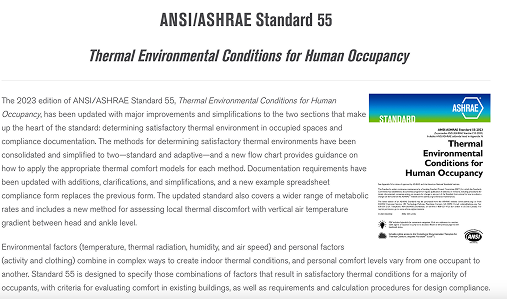 ANSI/ASHRAE Standard 55
Thermal Environmental Conditions for Human Occupancy
The 2023 edition of ANSI/ASHRAE Standard 55, Thermal Environmental Conditions for Human
Occupancy, has been updated with major improvements and simplifications to the two sections that make
up the heart of the standard: determining satisfactory thermal environment in occupied spaces and
compliance documentation. The methods for determining satisfactory thermal environments have been
consolidated and simplified to two—standard and adaptive—and a new flow chart provides guidance on
how to apply the appropriate thermal comfort models for each method. Documentation requirements have
been updated with additions, clarifications, and simplifications, and a new example spreadsheet
compliance form replaces the previous form. The updated standard also covers a wider range of metabolic
rates and includes a new method for assessing local thermal discomfort with vertical air temperature
gradient between head and ankle level.
ASHRAE
STANDARD
Thermal
Environmental
Conditions for
Human Occupancy
ANSI
Environmental factors (temperature, thermal radiation, humidity, and air speed) and personal factors
(activity and clothing) combine in complex ways to create indoor thermal conditions, and personal comfort levels vary from one occupant to
another. Standard 55 is designed to specify those combinations of factors that result in satisfactory thermal conditions for a majority of
occupants, with criteria for evaluating comfort in existing buildings, as well as requirements and calculation procedures for design compliance.